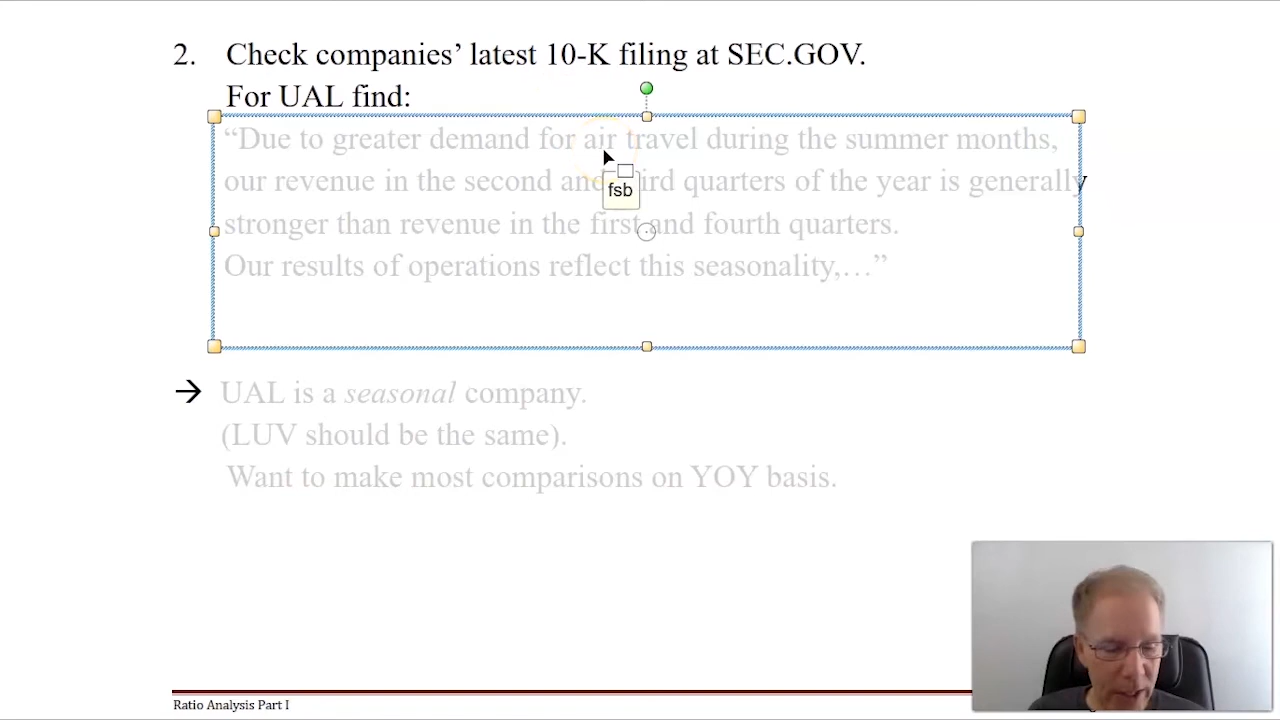 2. Check companies’ latest 10-K filing at SEC.GOV.
For UAL find:
“Due to greater demand for air travel during the summer months,
our revenue in the second and third quarters of the year is generally
fsb
stronger than revenue in the first and fourth quarters.
Our results of operations reflect this seasonality,…”
→ UAL is a seasonal company.
(LUV should be the same).
Want to make most comparisons on YOY basis.
Ratio Analysis Part I